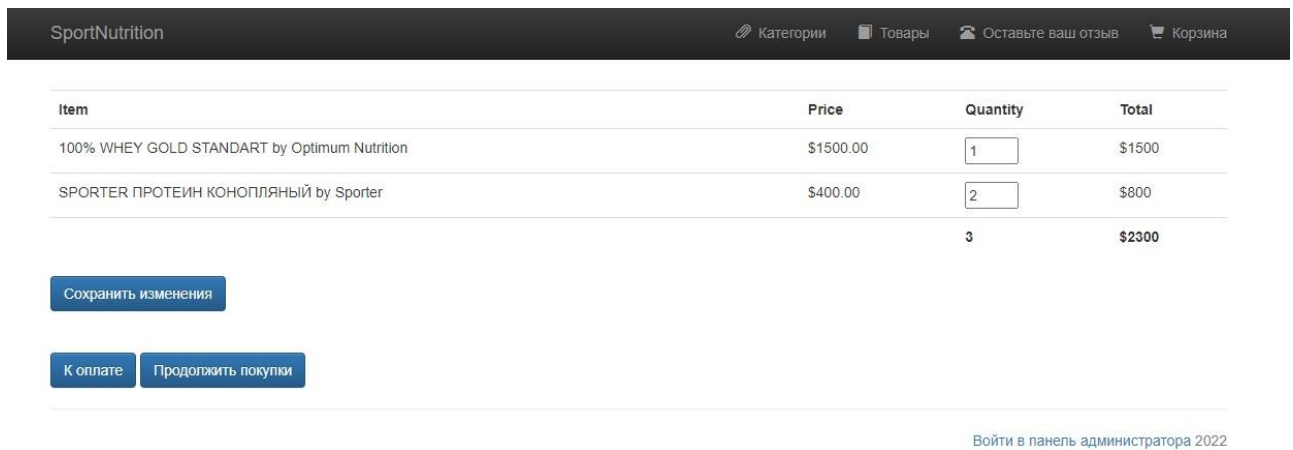 SportNutrition Категории Товары Оставьте ваш отзыв Корзина
Item Price Quantity Total
100% WHEY GOLD STANDART by Optimum Nutrition $1500.00 1 $1500
SPORTER ПРОТЕИН КОНОПЛЯНЫЙ by Sporter $400.00 2 $800
3 $2300
Сохранить изменения
К оплате Продолжить покупки
Войти в панель администратора 2022